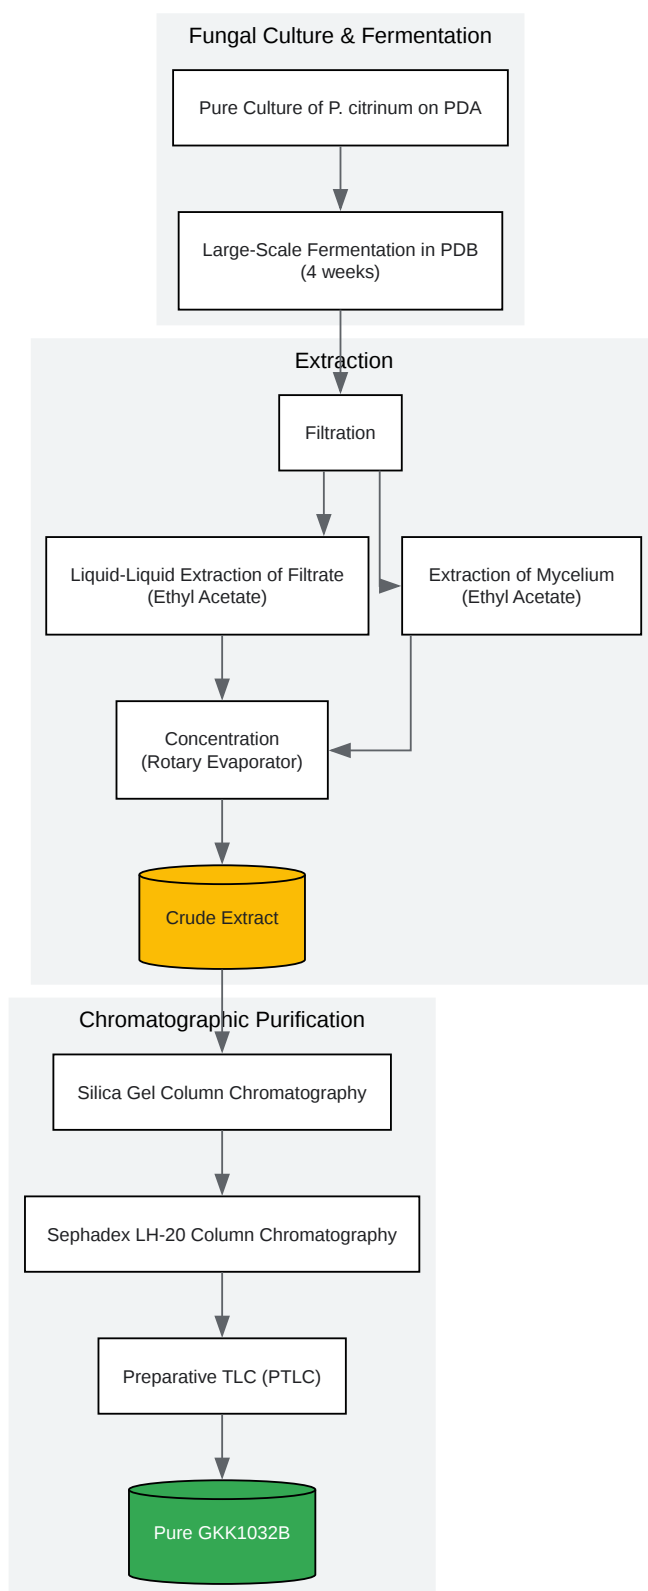 Fungal Culture & Fermentation
Pure Culture of P. citrinum on PDA
Large-Scale Fermentation in PDB
(4 weeks)
Extraction
Filtration
Liquid-Liquid Extraction of Filtrate
(Ethyl Acetate)
Extraction of Mycelium
(Ethyl Acetate)
Concentration
(Rotary Evaporator)
Crude Extract
Chromatographic Purification
Silica Gel Column Chromatography
Sephadex LH-20 Column Chromatography
Preparative TLC (PTLC)
Pure GKK1032B